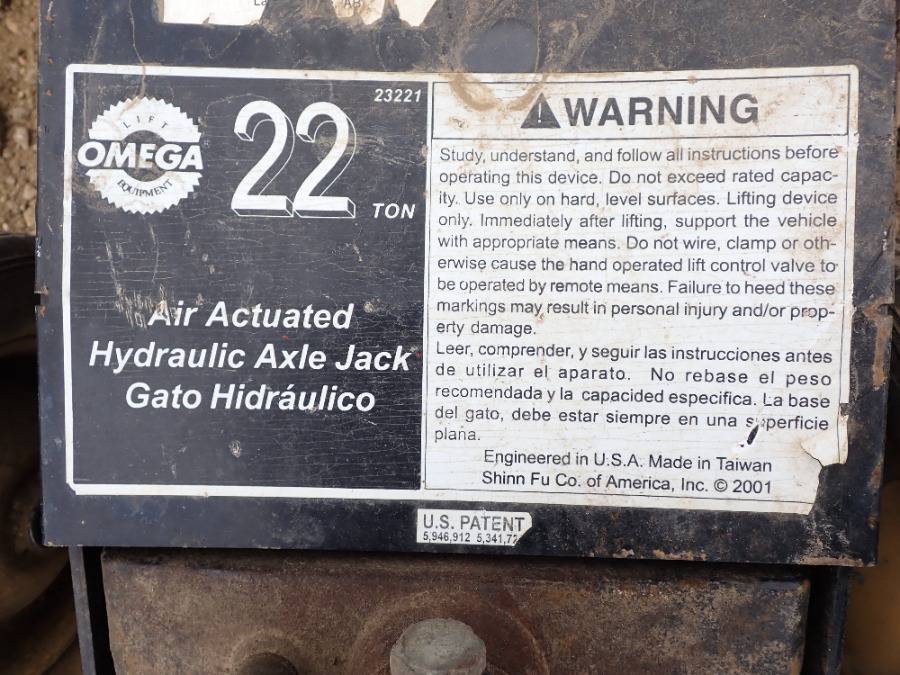 23221
LIFT
OMEGA
EQUIPMENT
22
TON
Air Actuated
Hydraulic Axle Jack
Gato Hidráulico
WARNING
Study, understand, and follow all instructions before
operating this device. Do not exceed rated capac-
ity. Use only on hard, level surfaces. Lifting device
only. Immediately after lifting, support the vehicle
with appropriate means. Do not wire, clamp or oth-
erwise cause the hand operated lift control valve to
be operated by remote means. Failure to heed these
markings may result in personal injury and/or prop-
erty damage.
Leer, comprender, y seguir las instrucciones antes
de utilizar el aparato. No rebase el peso
recomendada y la capacidad especifica. La base
del gato, debe estar siempre en una superficie
plana.
Engineered in U.S.A. Made in Taiwan
Shinn Fu Co. of America, Inc. © 2001
U.S. PATENT
5,946,912